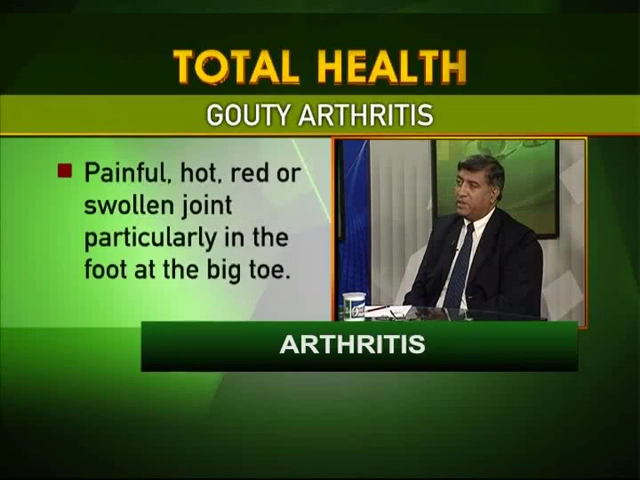 TOTAL HEALTH
GOUTY ARTHRITIS
Painful, hot, red or
swollen joint
particularly in the
foot at the big toe.
ARTHRITIS